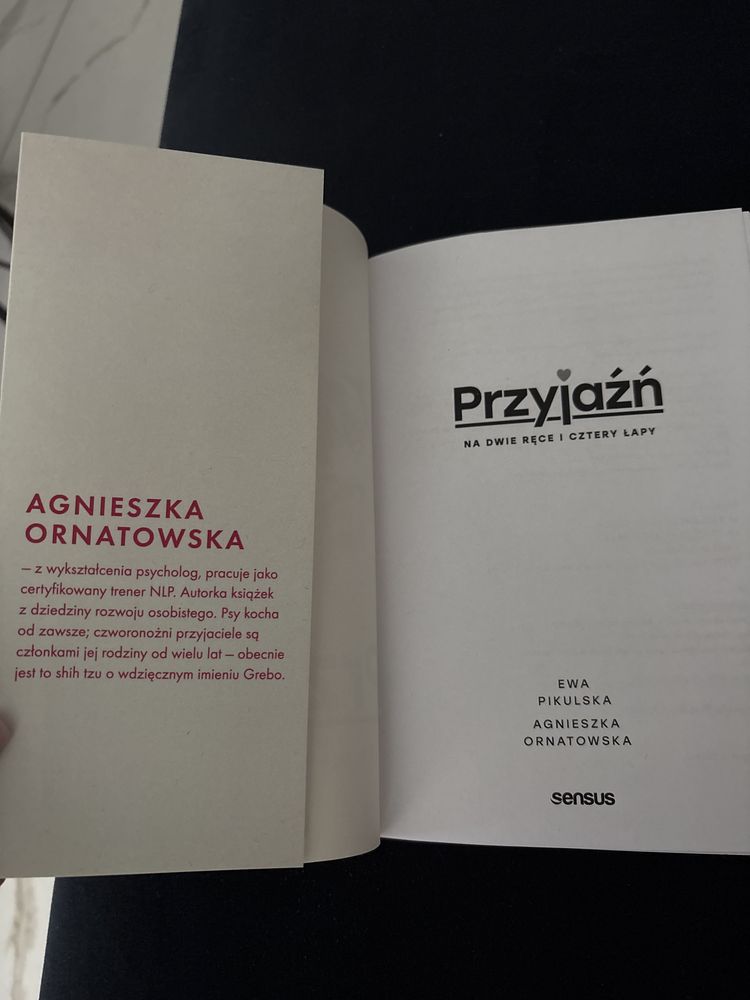 AGNIESZKA
ORNATOWSKA
— z wykształcenia psycholog, pracuje jako
certyfikowany trener NLP. Autorka książek
z dziedziny rozwoju osobistego. Psy kocha
od zawsze; czworonożni przyjaciele są
członkami jej rodziny od wielu lat — obecnie
jest to shih tzu o wdzięcznym imieniu Grebo.
Przyjaźń
NA DWIE RĘCE I CZTERY ŁAPY
EWA
PIKULSKA
AGNIESZKA
ORNATOWSKA
sensus